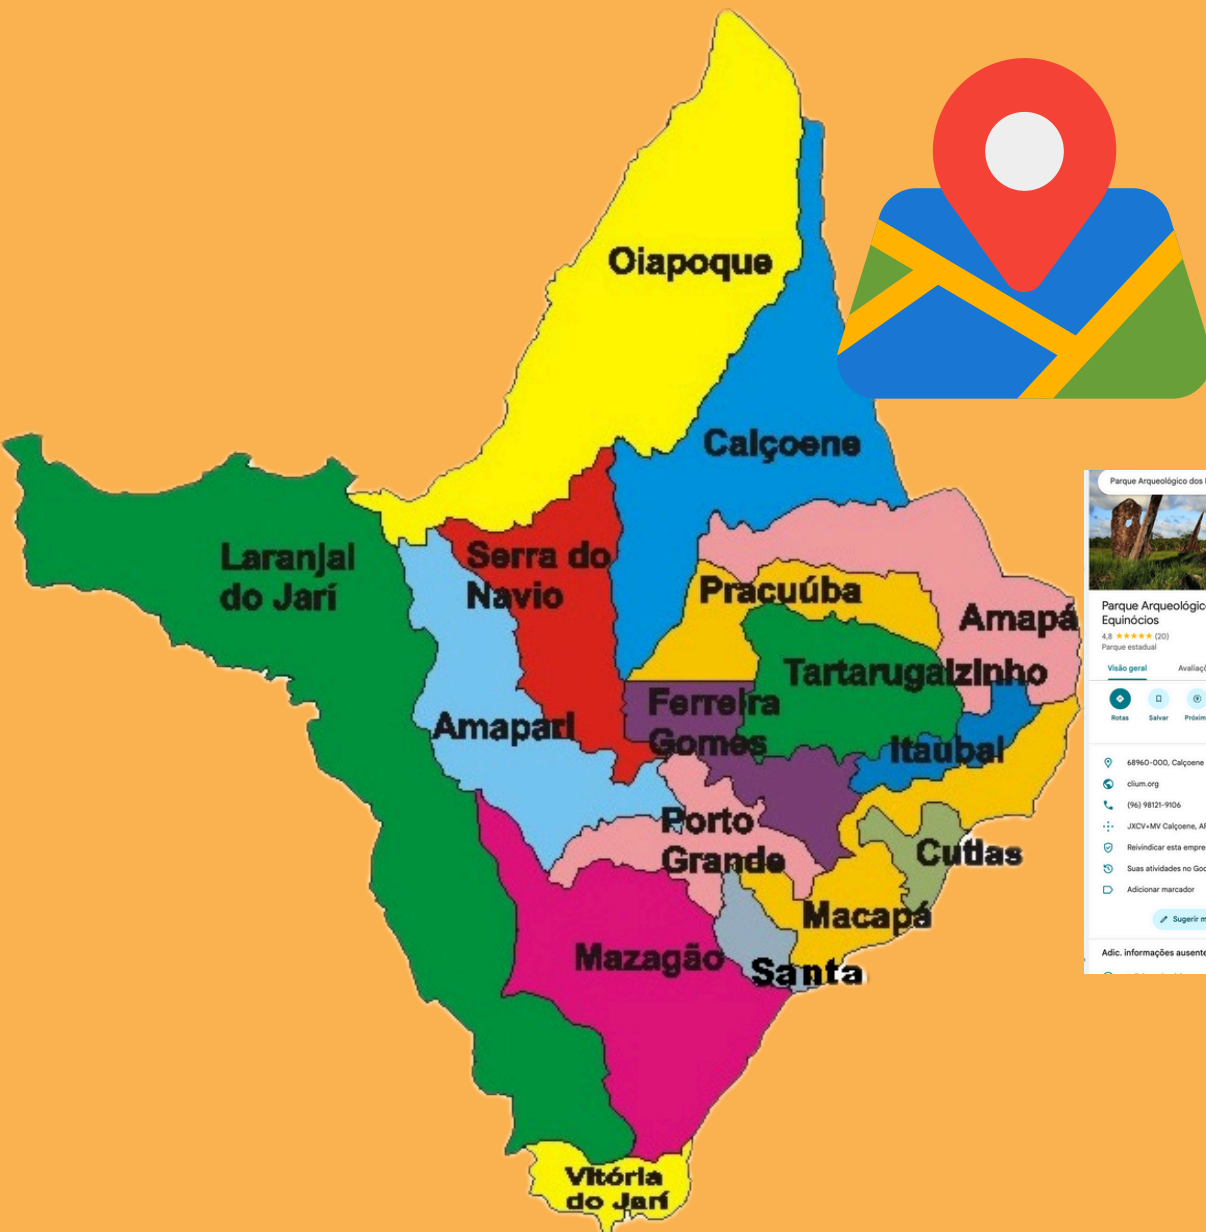 Oiapoque
Calçoene
Laranjal
do Jarí
Serra do
Navio
Pracuúba
Amapá
Tartarugalzinho
Ferreira
Gomes
Amapari
Itaubal
Porto
Grande
Cutias
Macapá
Mazagão
Santa
Vitória
do Jarí
Parque Arqueológico dos
Parque Arqueológic
Equinócios
4,8 ★★★★★ (20)
Parque estadual
Visão geral Avaliaç
Rotas Salvar Próxim
68960-000, Calçoene
clium.org
(96) 98121-9106
JXCV+MV Calçoene, AP
Reivindicar esta empre
Suas atividades no Goo
Adicionar marcador
Sugerir m
Adic. informações ausente